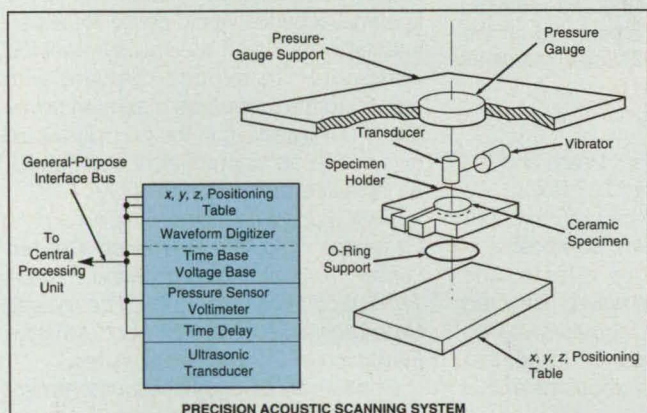 Presure-
Gauge Support
Pressure
Gauge
Transducer
Vibrator
Specimen
Holder
General-Purpose
Interface Bus
To
Central
Processing
Unit
x, y, z, Positioning
Table
Waveform Digitizer
Time Base
Voltage Base
Pressure Sensor
Voltimeter
Time Delay
Ultrasonic
Transducer
Ceramic
Specimen
O-Ring
Support
x, y, z, Positioning
Table
PRECISION ACOUSTIC SCANNING SYSTEM